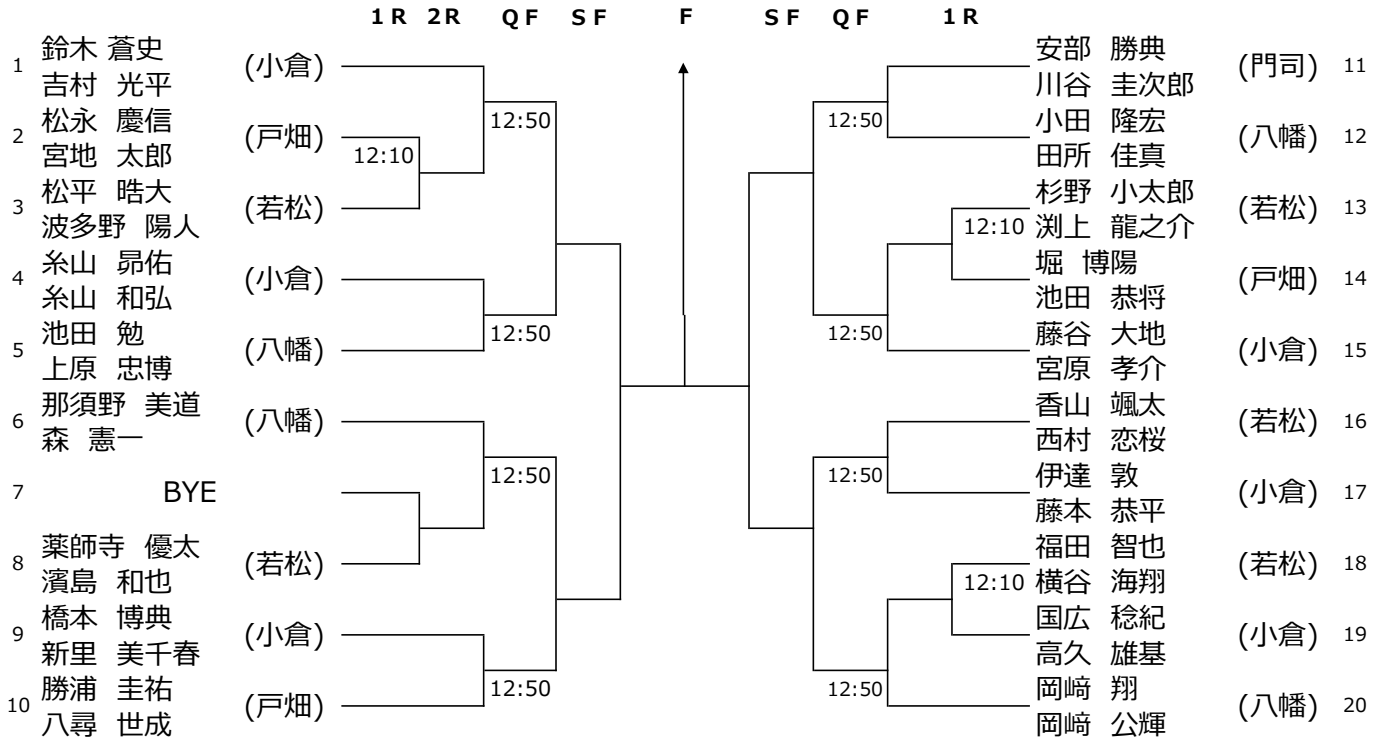 1 R 2R Q F S F F S F Q F 1 R
1 鈴木 蒼史 (小倉)
吉村 光平
2 松永 慶信 (戸畑)
宮地 太郎
3 松平 晧大 (若松)
波多野 陽人
4 糸山 昴佑 (小倉)
糸山 和弘
5 池田 勉 (八幡)
上原 忠博
6 那須野 美道 (八幡)
森 憲一
7 BYE
8 薬師寺 優太 (若松)
濱島 和也
9 橋本 博典 (小倉)
新里 美千春
10 勝浦 圭祐 (戸畑)
八尋 世成
12:10
12:50
12:50
12:50
12:50
安部 勝典 (門司) 11
川谷 圭次郎
小田 隆宏 (八幡) 12
田所 佳真
杉野 小太郎 (若松) 13
渕上 龍之介
堀 博陽 (戸畑) 14
池田 恭将
藤谷 大地 (小倉) 15
宮原 孝介
香山 颯太 (若松) 16
西村 恋桜
伊達 敦 (小倉) 17
藤本 恭平
福田 智也 (若松) 18
横谷 海翔
国広 稔紀 (小倉) 19
高久 雄基
岡﨑 翔 (八幡) 20
岡﨑 公輝
12:50
12:10
12:50
12:50
12:10
12:50